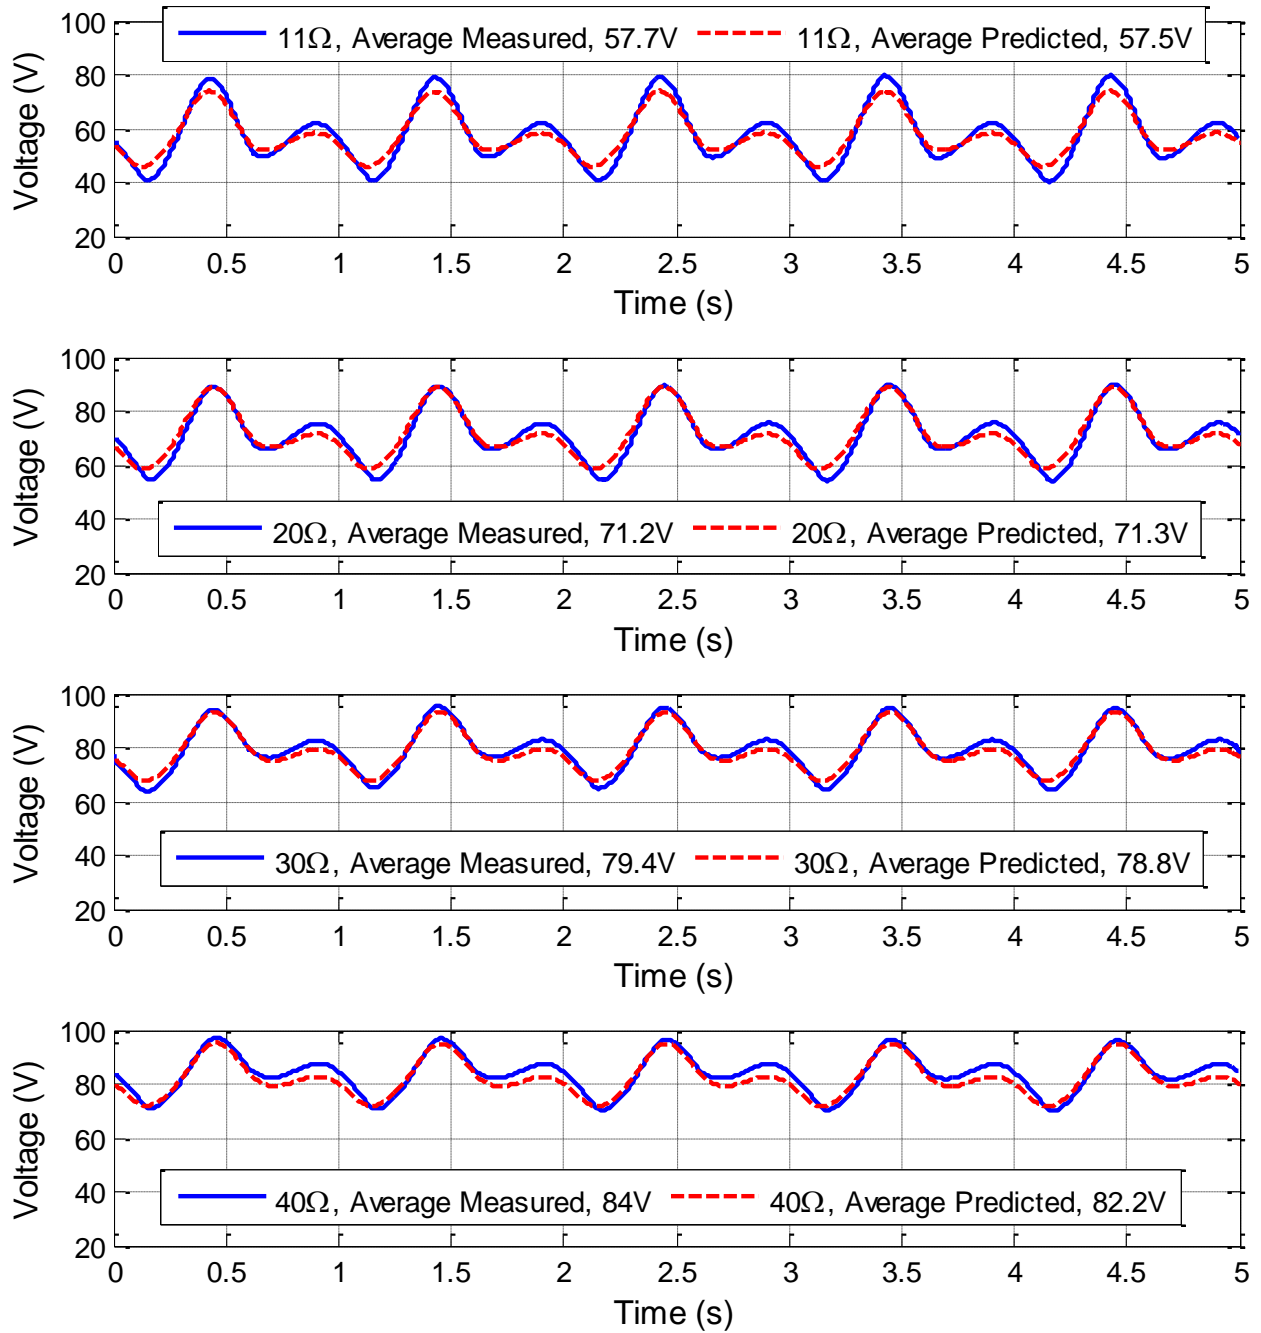 100
80
60
40
20
Voltage (V)
11Ω, Average Measured, 57.7V
11Ω, Average Predicted, 57.5V
0 0.5 1 1.5 2 2.5 3 3.5 4 4.5 5
Time (s)
100
80
60
40
20
Voltage (V)
20Ω, Average Measured, 71.2V
20Ω, Average Predicted, 71.3V
0 0.5 1 1.5 2 2.5 3 3.5 4 4.5 5
Time (s)
100
80
60
40
20
Voltage (V)
30Ω, Average Measured, 79.4V
30Ω, Average Predicted, 78.8V
0 0.5 1 1.5 2 2.5 3 3.5 4 4.5 5
Time (s)
100
80
60
40
20
Voltage (V)
40Ω, Average Measured, 84V
40Ω, Average Predicted, 82.2V
0 0.5 1 1.5 2 2.5 3 3.5 4 4.5 5
Time (s)